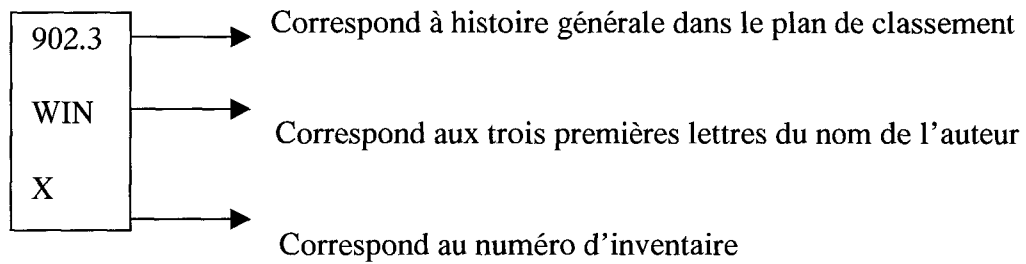 902.3 Correspond à histoire générale dans le plan de classement
WIN Correspond aux trois premières lettres du nom de l'auteur
X Correspond au numéro d'inventaire